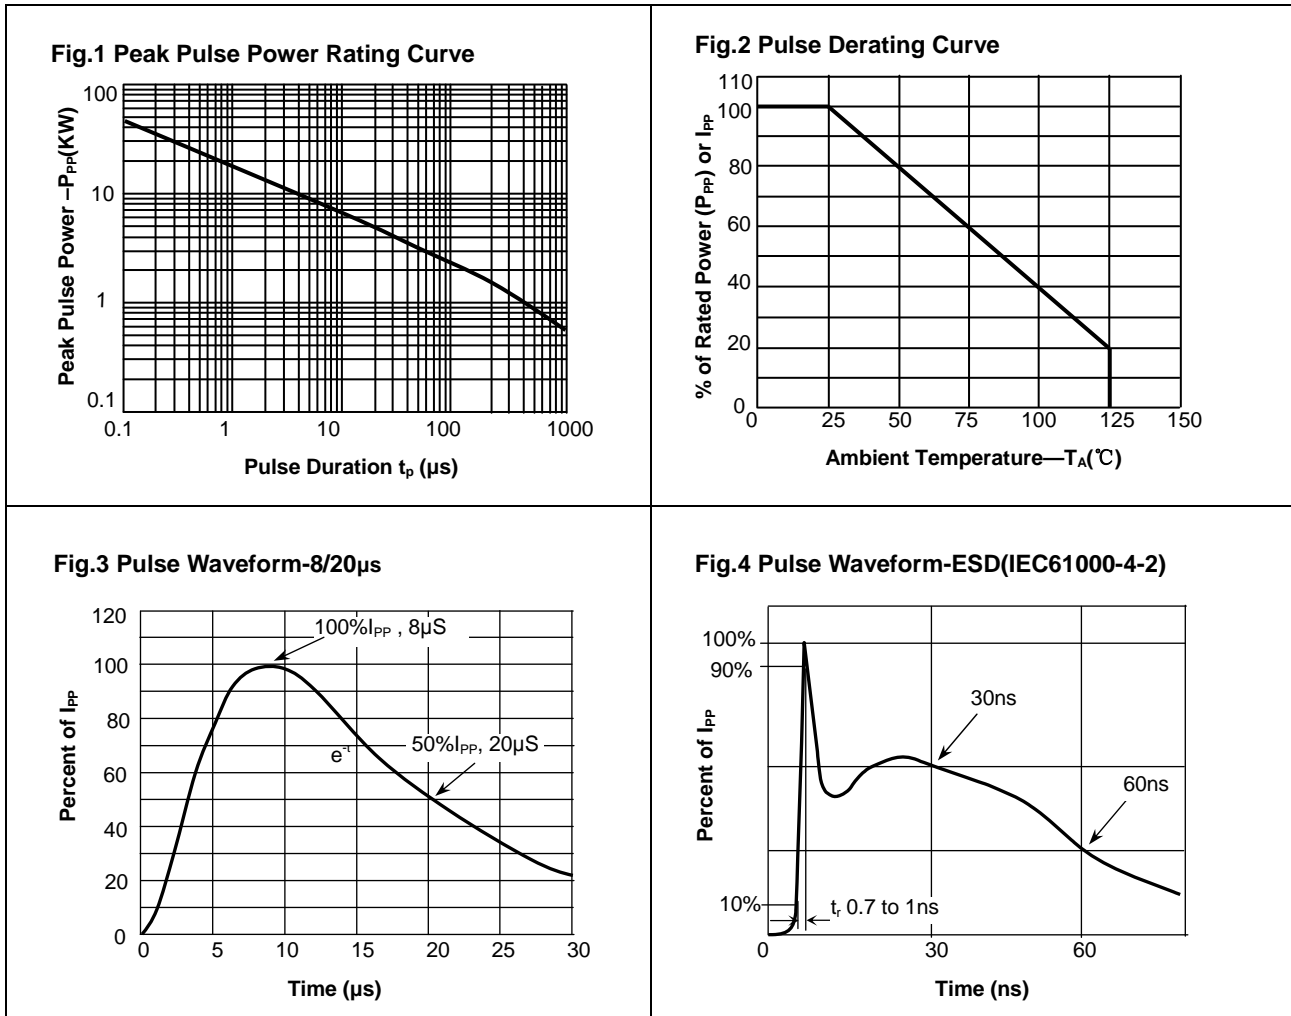 Fig.1 Peak Pulse Power Rating Curve
Peak Pulse Power –PPP(KW)
100
10
1
0.1
0.1 1 10 100 1000
Pulse Duration tp (µs)
Fig.2 Pulse Derating Curve
% of Rated Power (PPP) or IPP
110
100
80
60
40
20
0
0 25 50 75 100 125 150
Ambient Temperature—TA(℃)
Fig.3 Pulse Waveform-8/20µs
Percent of IPP
120
100
80
60
40
20
0
100%IPP , 8µS
e-t
50%IPP, 20µS
0 5 10 15 20 25 30
Time (µs)
Fig.4 Pulse Waveform-ESD(IEC61000-4-2)
Percent of IPP
100%
90%
10%
30ns
60ns
tr 0.7 to 1ns
0 30 60
Time (ns)